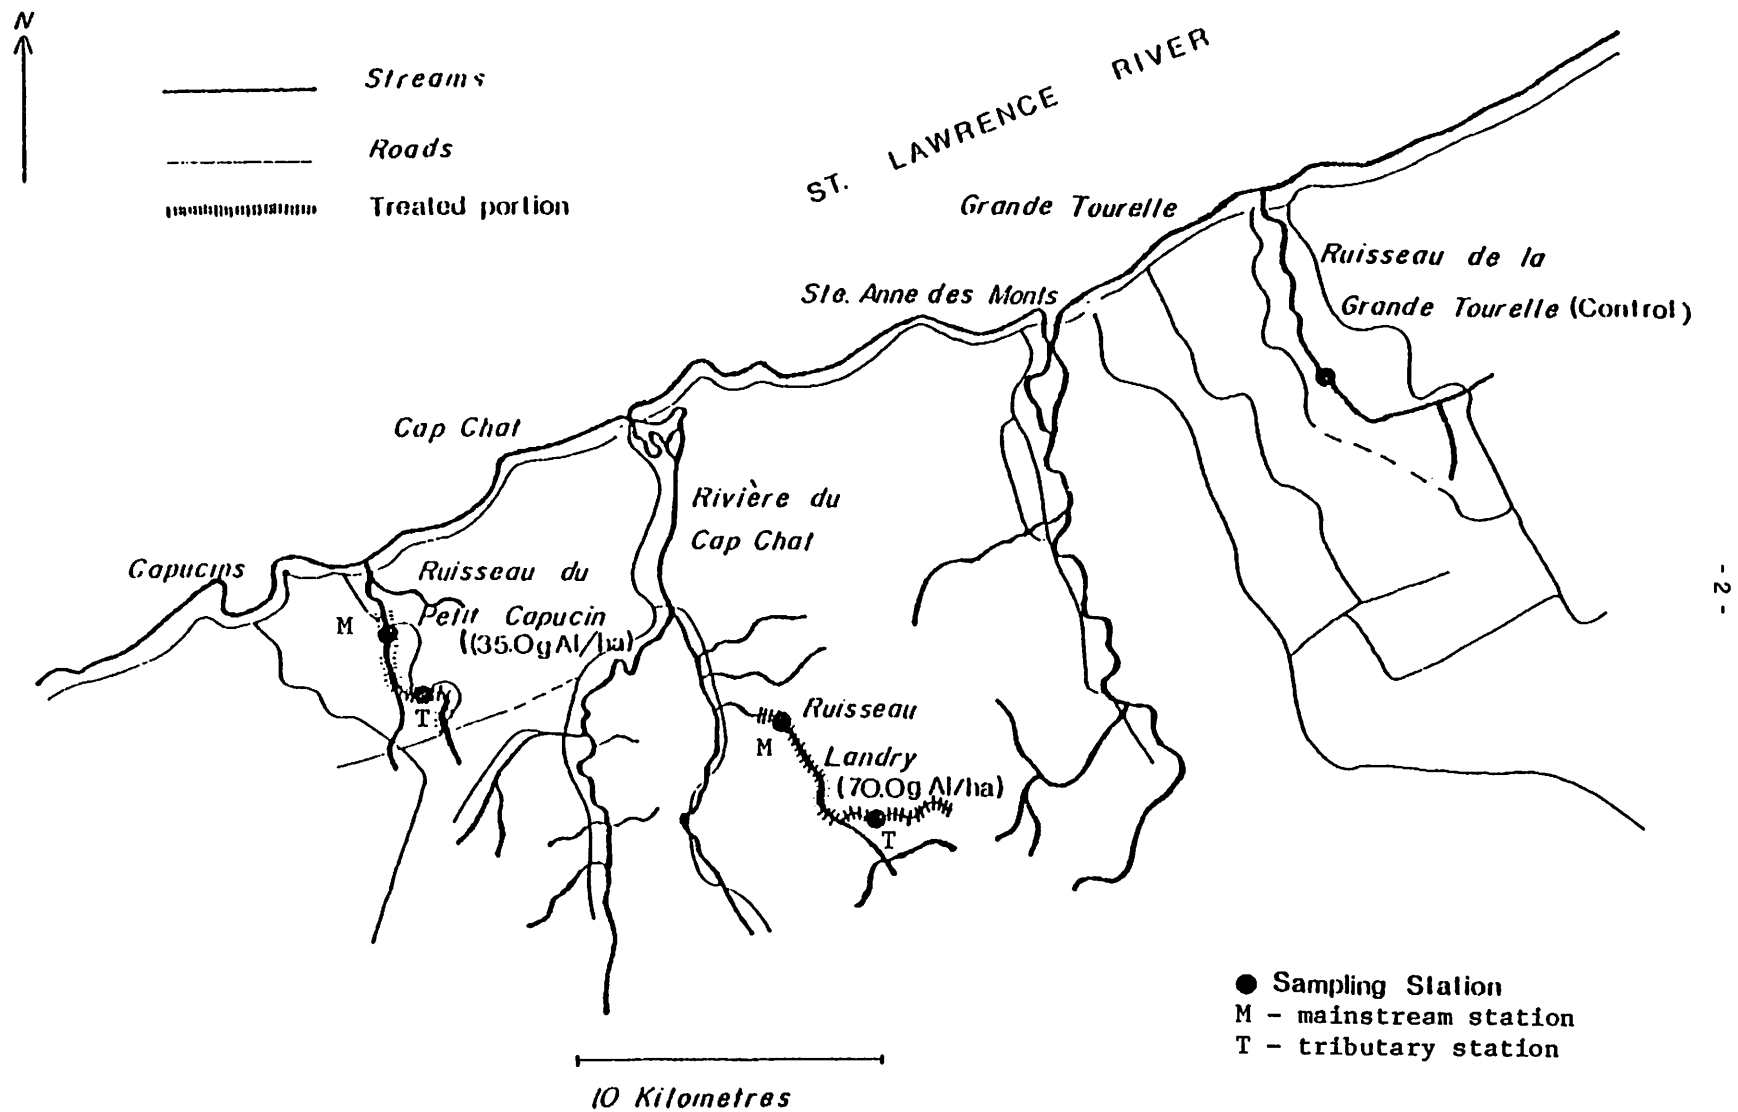 N
Streams
Roads
Treated portion
ST. LAWRENCE RIVER
Grande Tourelle
Ruisseau de la
Grande Tourelle (Control)
Ste. Anne des Monts
Cap Chat
Rivière du
Cap Chat
Capucins
Ruisseau du
Petit Capucin
((35.0g Al/ha)
M
T
Ruisseau
M
Landry
(70.0g Al/ha)
T
-2-
Sampling Station
M - mainstream station
T - tributary station
10 Kilometres